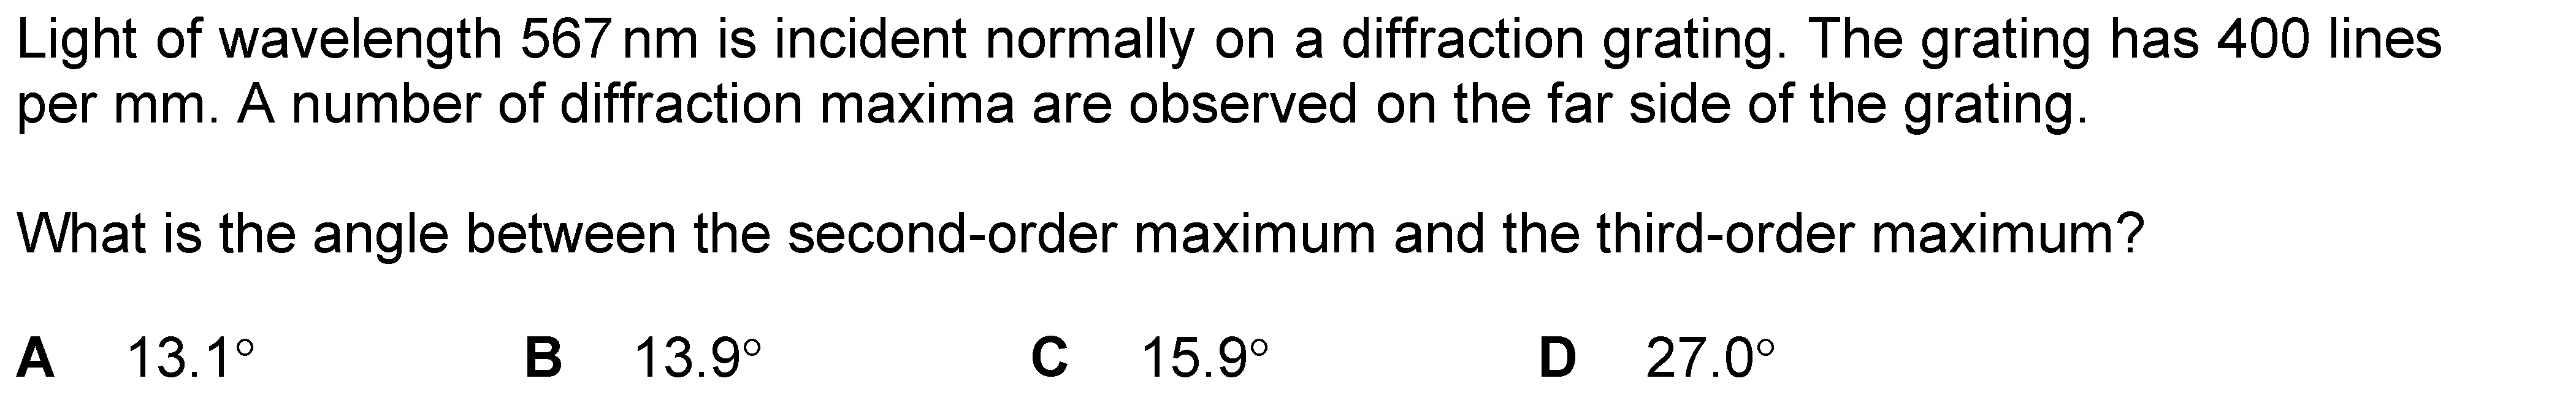 Light of wavelength 567 nm is incident normally on a diffraction grating. The grating has 400 lines
per mm. A number of diffraction maxima are observed on the far side of the grating.
What is the angle between the second-order maximum and the third-order maximum?
A 13.1° B 13.9° C 15.9° D 27.0°